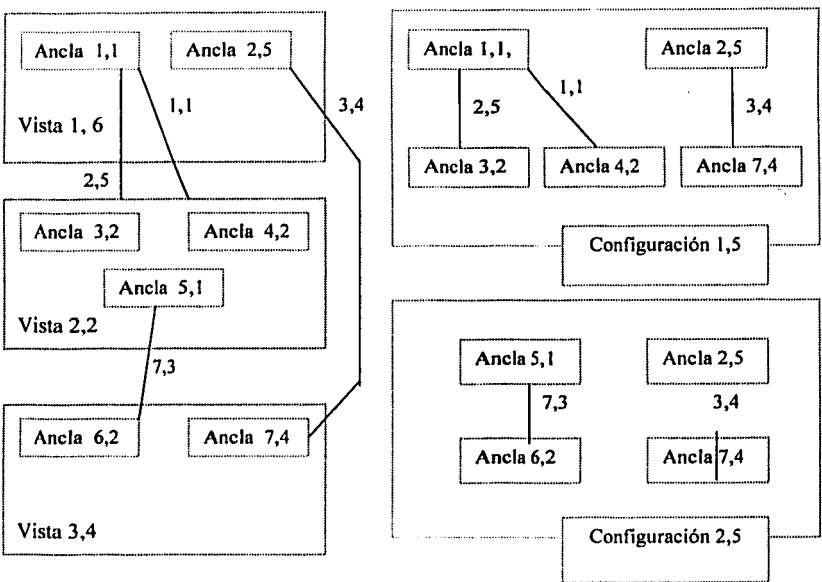 Ancla 1,1
Ancla 2,5
1,1
3,4
Vista 1, 6
2,5
Ancla 3,2
Ancla 4,2
Ancla 5,1
Vista 2,2
7,3
Ancla 6,2
Ancla 7,4
Vista 3,4
Ancla 1,1,
Ancla 2,5
2,5
1,1
3,4
Ancla 3,2
Ancla 4,2
Ancla 7,4
Configuración 1,5
Ancla 5,1
Ancla 2,5
7,3
3,4
Ancla 6,2
Ancla 7,4
Configuración 2,5